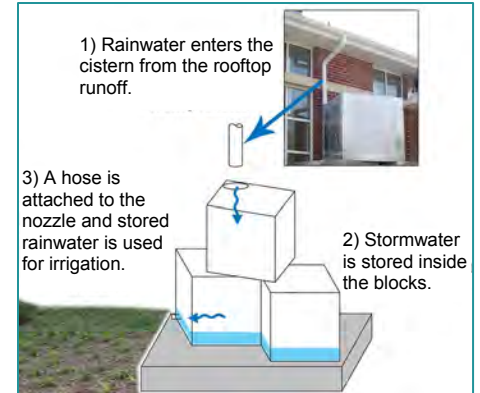 1) Rainwater enters the
cistern from the rooftop
runoff.
3) A hose is
attached to the
nozzle and stored
rainwater is used
for irrigation.
2) Stormwater
is stored inside
the blocks.